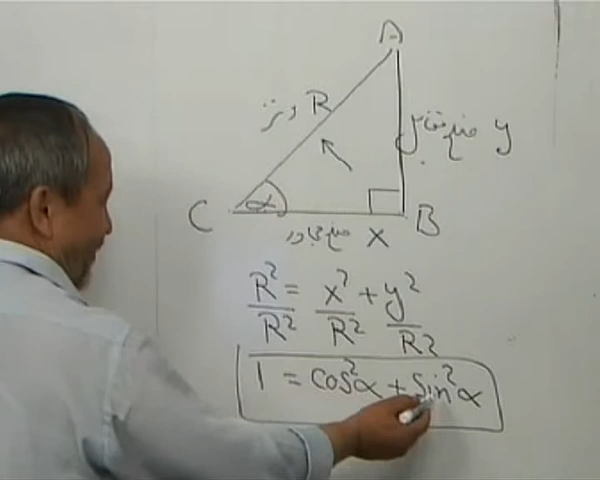 A
R وتر
y ضلع مقابل
α
C
B
ضلع مجاور x
R² = x² + y²
R² R² R²
1 = cos²α + sin²α